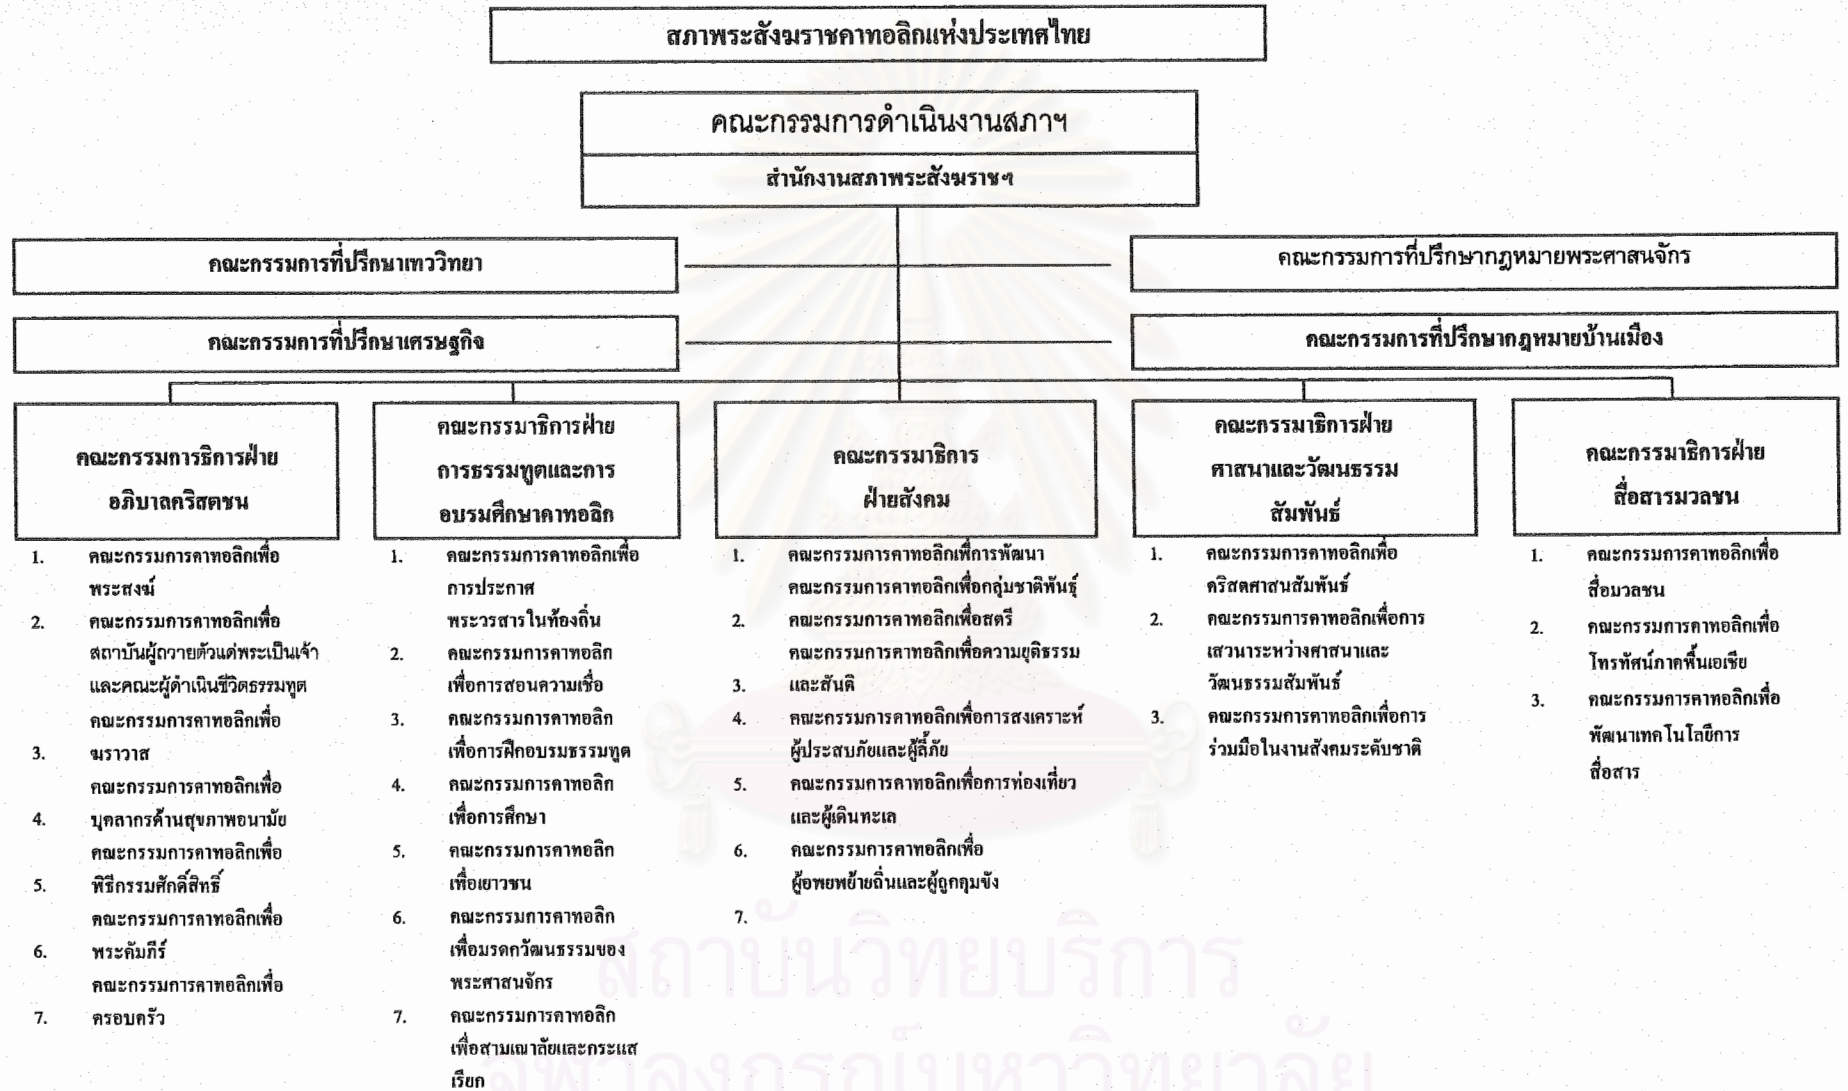 สภาพระสังฆราชคาทอลิกแห่งประเทศไทย
คณะกรรมการดำเนินงานสภาฯ
สำนักงานสภาพระสังฆราชฯ
คณะกรรมการที่ปรึกษาเทววิทยา
คณะกรรมการที่ปรึกษากฎหมายพระศาสนจักร
คณะกรรมการที่ปรึกษาเศรษฐกิจ
คณะกรรมการที่ปรึกษากฎหมายบ้านเมือง
คณะกรรมการธิการฝ่าย
อภิบาลคริสตชน
1. คณะกรรมการคาทอลิกเพื่อ
พระสงฆ์
2. คณะกรรมการคาทอลิกเพื่อ
สถาบันผู้ถวายตัวแด่พระเป็นเจ้า
และคณะผู้ดำเนินชีวิตธรรมทูต
คณะกรรมการคาทอลิกเพื่อ
3. ฆราวาส
คณะกรรมการคาทอลิกเพื่อ
4. บุคลากรด้านสุขภาพอนามัย
คณะกรรมการคาทอลิกเพื่อ
5. พิธีกรรมศักดิ์สิทธิ์
คณะกรรมการคาทอลิกเพื่อ
6. พระคัมภีร์
คณะกรรมการคาทอลิกเพื่อ
7. ครอบครัว
คณะกรรมาธิการฝ่าย
การธรรมทูตและการ
อบรมศึกษาคาทอลิก
1. คณะกรรมการคาทอลิกเพื่อ
การประกาศ
พระวรสารในท้องถิ่น
2. คณะกรรมการคาทอลิก
เพื่อการสอนความเชื่อ
3. คณะกรรมการคาทอลิก
เพื่อการฝึกอบรมธรรมทูต
4. คณะกรรมการคาทอลิก
เพื่อการศึกษา
5. คณะกรรมการคาทอลิก
เพื่อเยาวชน
6. คณะกรรมการคาทอลิก
เพื่อมรดกวัฒนธรรมของ
พระศาสนจักร
7. คณะกรรมการคาทอลิก
เพื่อสามเณาลัยและกระแส
เรียก
คณะกรรมาธิการ
ฝ่ายสังคม
1. คณะกรรมการคาทอลิกเพื่การพัฒนา
คณะกรรมการคาทอลิกเพื่อกลุ่มชาติพันธุ์
2. คณะกรรมการคาทอลิกเพื่อสตรี
คณะกรรมการคาทอลิกเพื่อความยุติธรรม
3. และสันติ
4. คณะกรรมการคาทอลิกเพื่อการสงเคราะห์
ผู้ประสบภัยและผู้ลี้ภัย
5. คณะกรรมการคาทอลิกเพื่อการท่องเที่ยว
และผู้เดินทะเล
6. คณะกรรมการคาทอลิกเพื่อ
ผู้อพยพย้ายถิ่นและผู้ถูกคุมขัง
7.
คณะกรรมาธิการฝ่าย
ศาสนาและวัฒนธรรม
สัมพันธ์
1. คณะกรรมการคาทอลิกเพื่อ
คริสตศาสนสัมพันธ์
2. คณะกรรมการคาทอลิกเพื่อการ
เสวนาระหว่างศาสนาและ
วัฒนธรรมสัมพันธ์
3. คณะกรรมการคาทอลิกเพื่อการ
ร่วมมือในงานสังคมระดับชาติ
คณะกรรมาธิการฝ่าย
สื่อสารมวลชน
1. คณะกรรมการคาทอลิกเพื่อ
สื่อมวลชน
2. คณะกรรมการคาทอลิกเพื่อ
โทรทัศน์ภาคพื้นเอเชีย
3. คณะกรรมการคาทอลิกเพื่อ
พัฒนาเทคโนโลยีการ
สื่อสาร
สถาบันวิทยบริการ
จุฬาลงกรณ์มหาวิทยาลัย